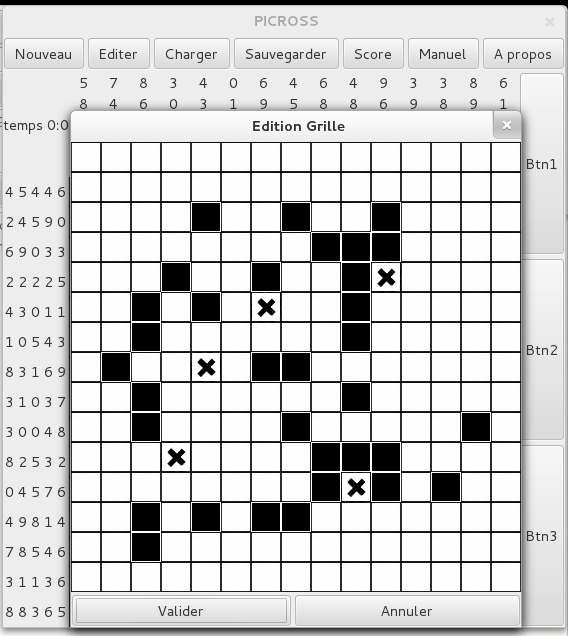 PICROSS
Nouveau Editer Charger Sauvegarder Score Manuel A propos
5 7 8 3 4 0 6 4 6 4 9 3 3 8 6
8 4 6 0 3 1 9 5 8 8 6 9 8 9 1
temps 0:0
Edition Grille
Btn1
4 5 4 4 6
2 4 5 9 0
6 9 0 3 3
2 2 2 2 5
4 3 0 1 1
1 0 5 4 3
Btn2
8 3 1 6 9
3 1 0 3 7
3 0 0 4 8
8 2 5 3 2
0 4 5 7 6
4 9 8 1 4
Btn3
7 8 5 4 6
3 1 1 3 6
8 8 3 6 5
Valider Annuler